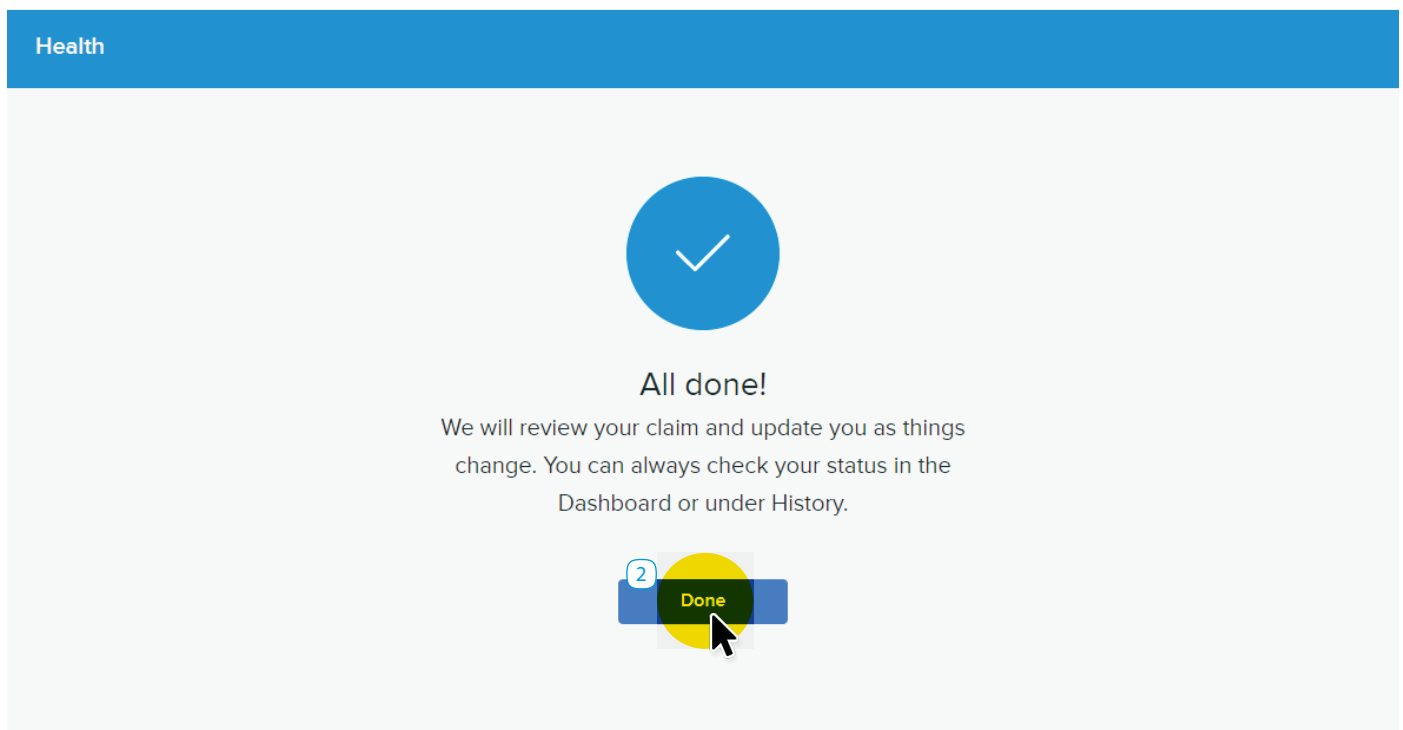 Health
All done!
We will review your claim and update you as things
change. You can always check your status in the
Dashboard or under History.
2
Done